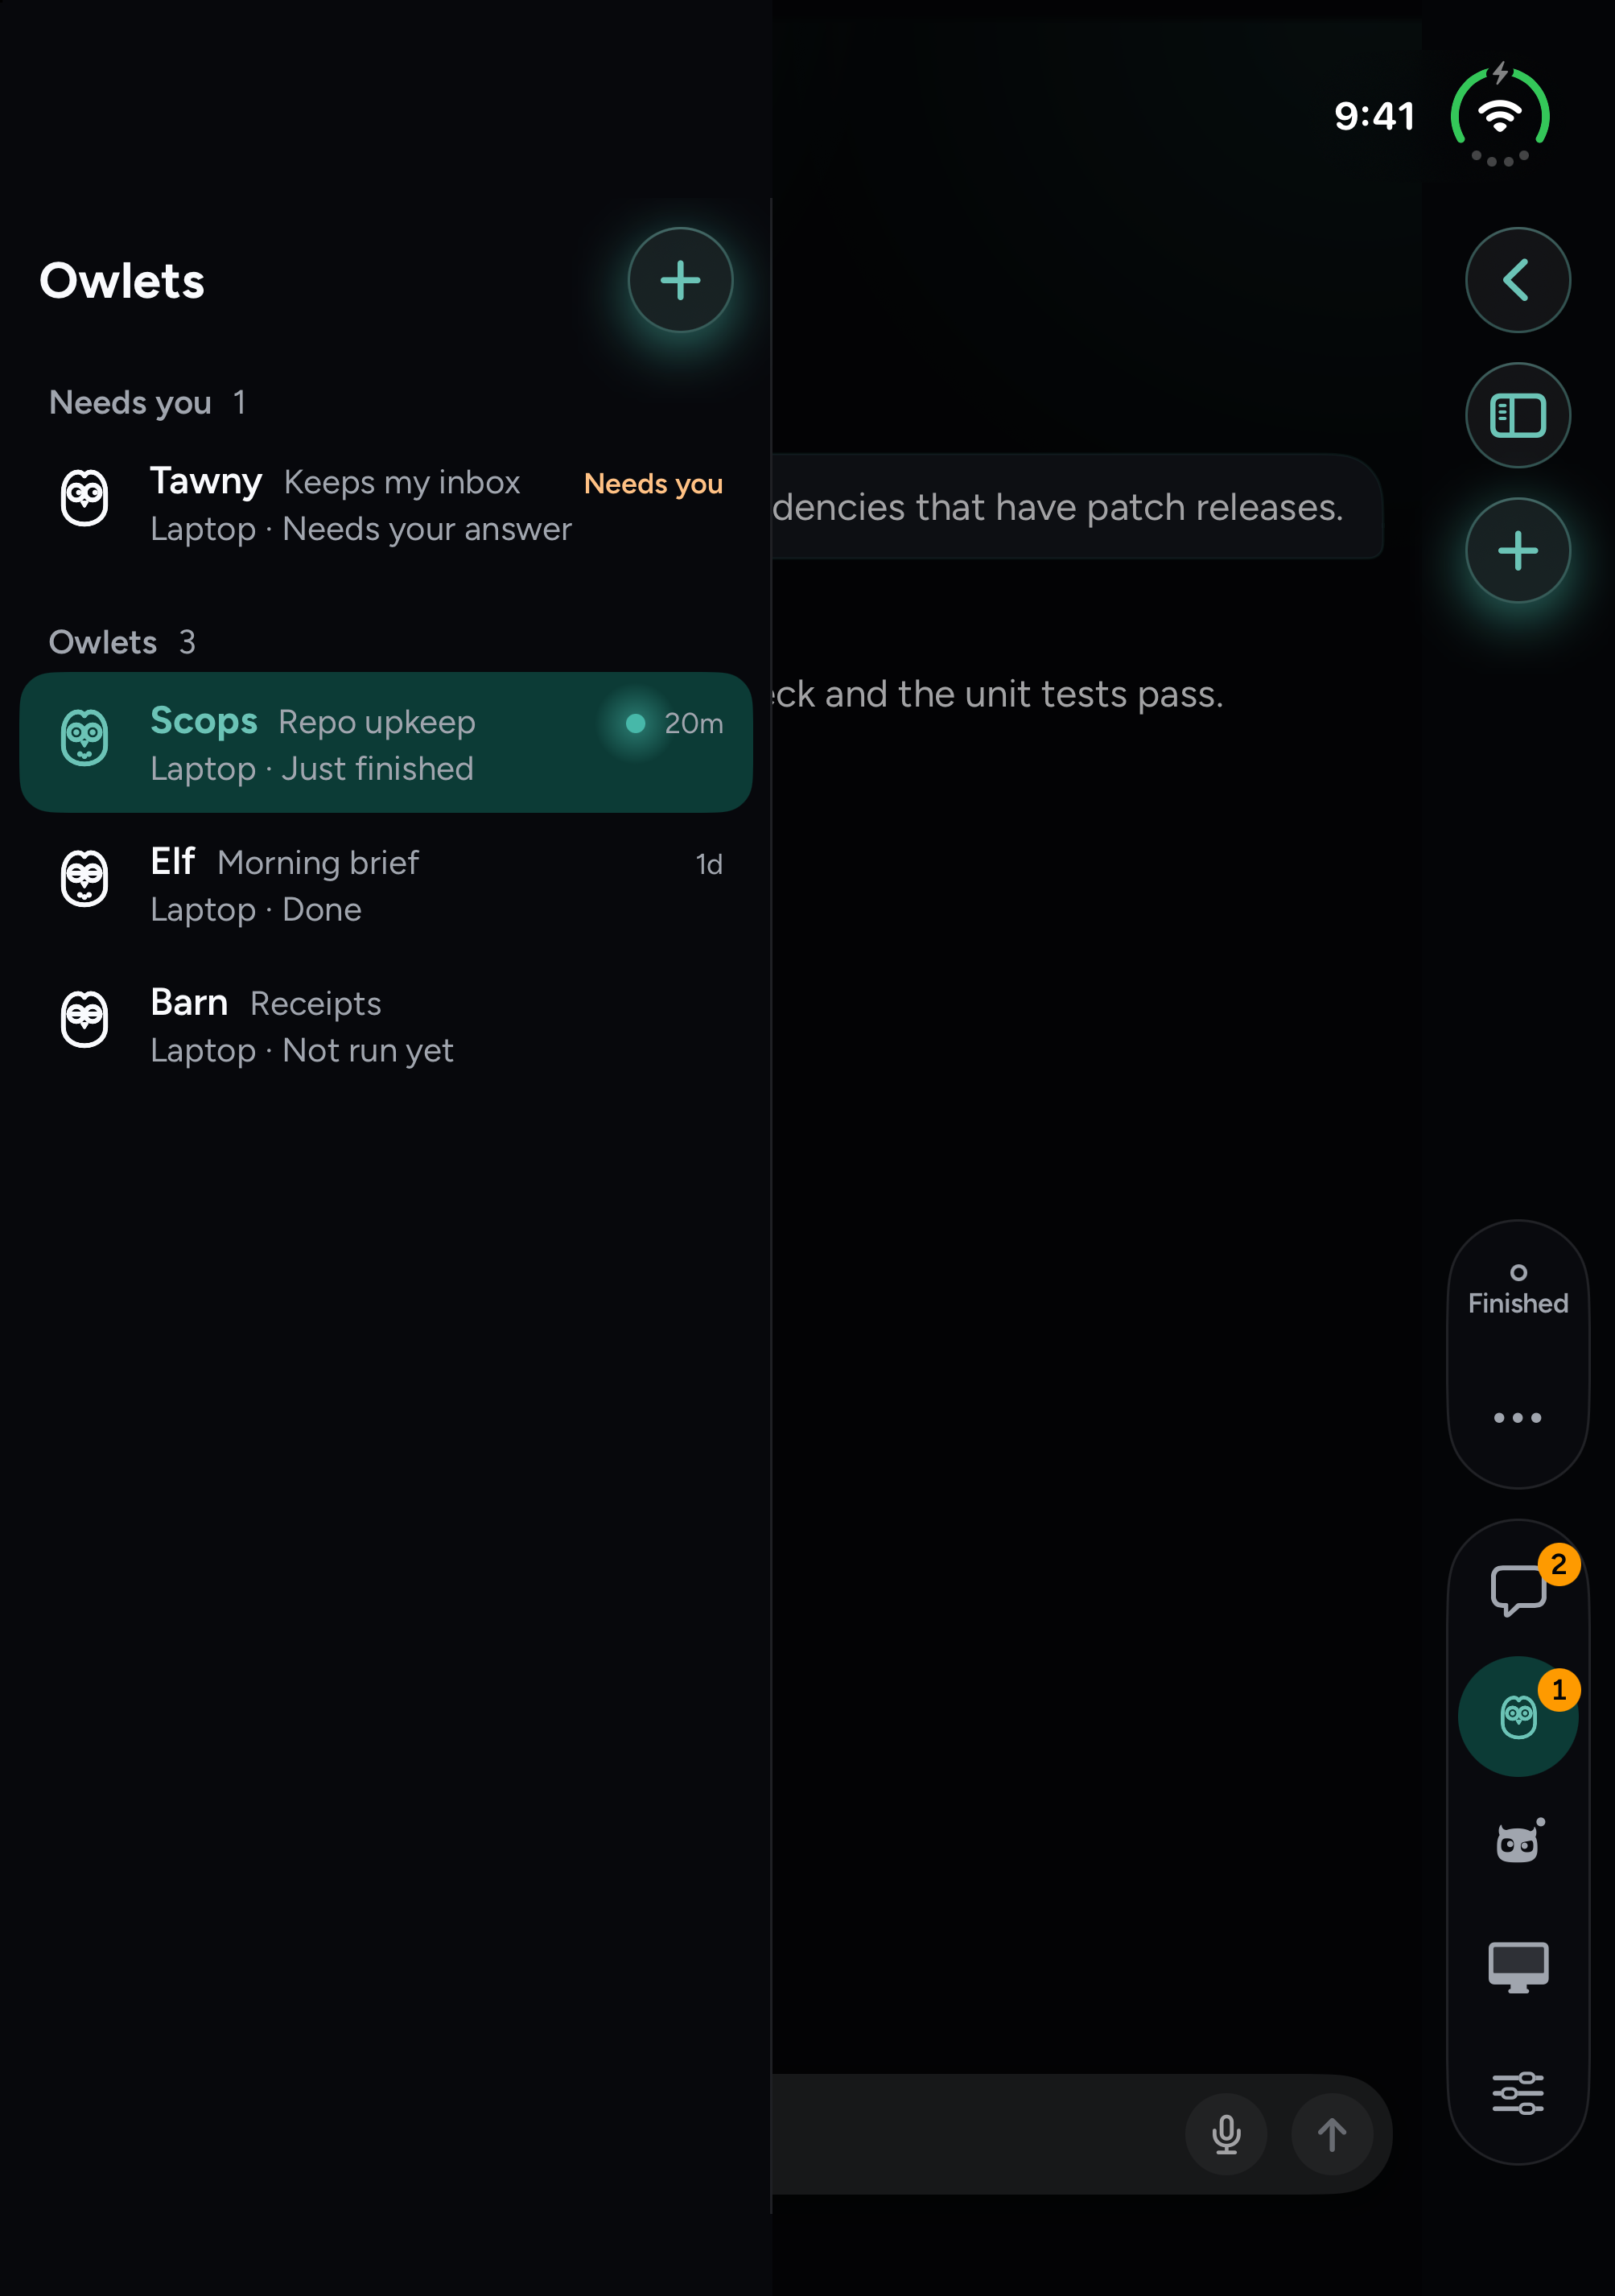 9:41
Owlets
Needs you 1
Tawny Keeps my inbox Needs you
Laptop · Needs your answer
dencies that have patch releases.
Owlets 3
Scops Repo upkeep 20m
Laptop · Just finished
eck and the unit tests pass.
Elf Morning brief 1d
Laptop · Done
Barn Receipts
Laptop · Not run yet
Finished
2
1